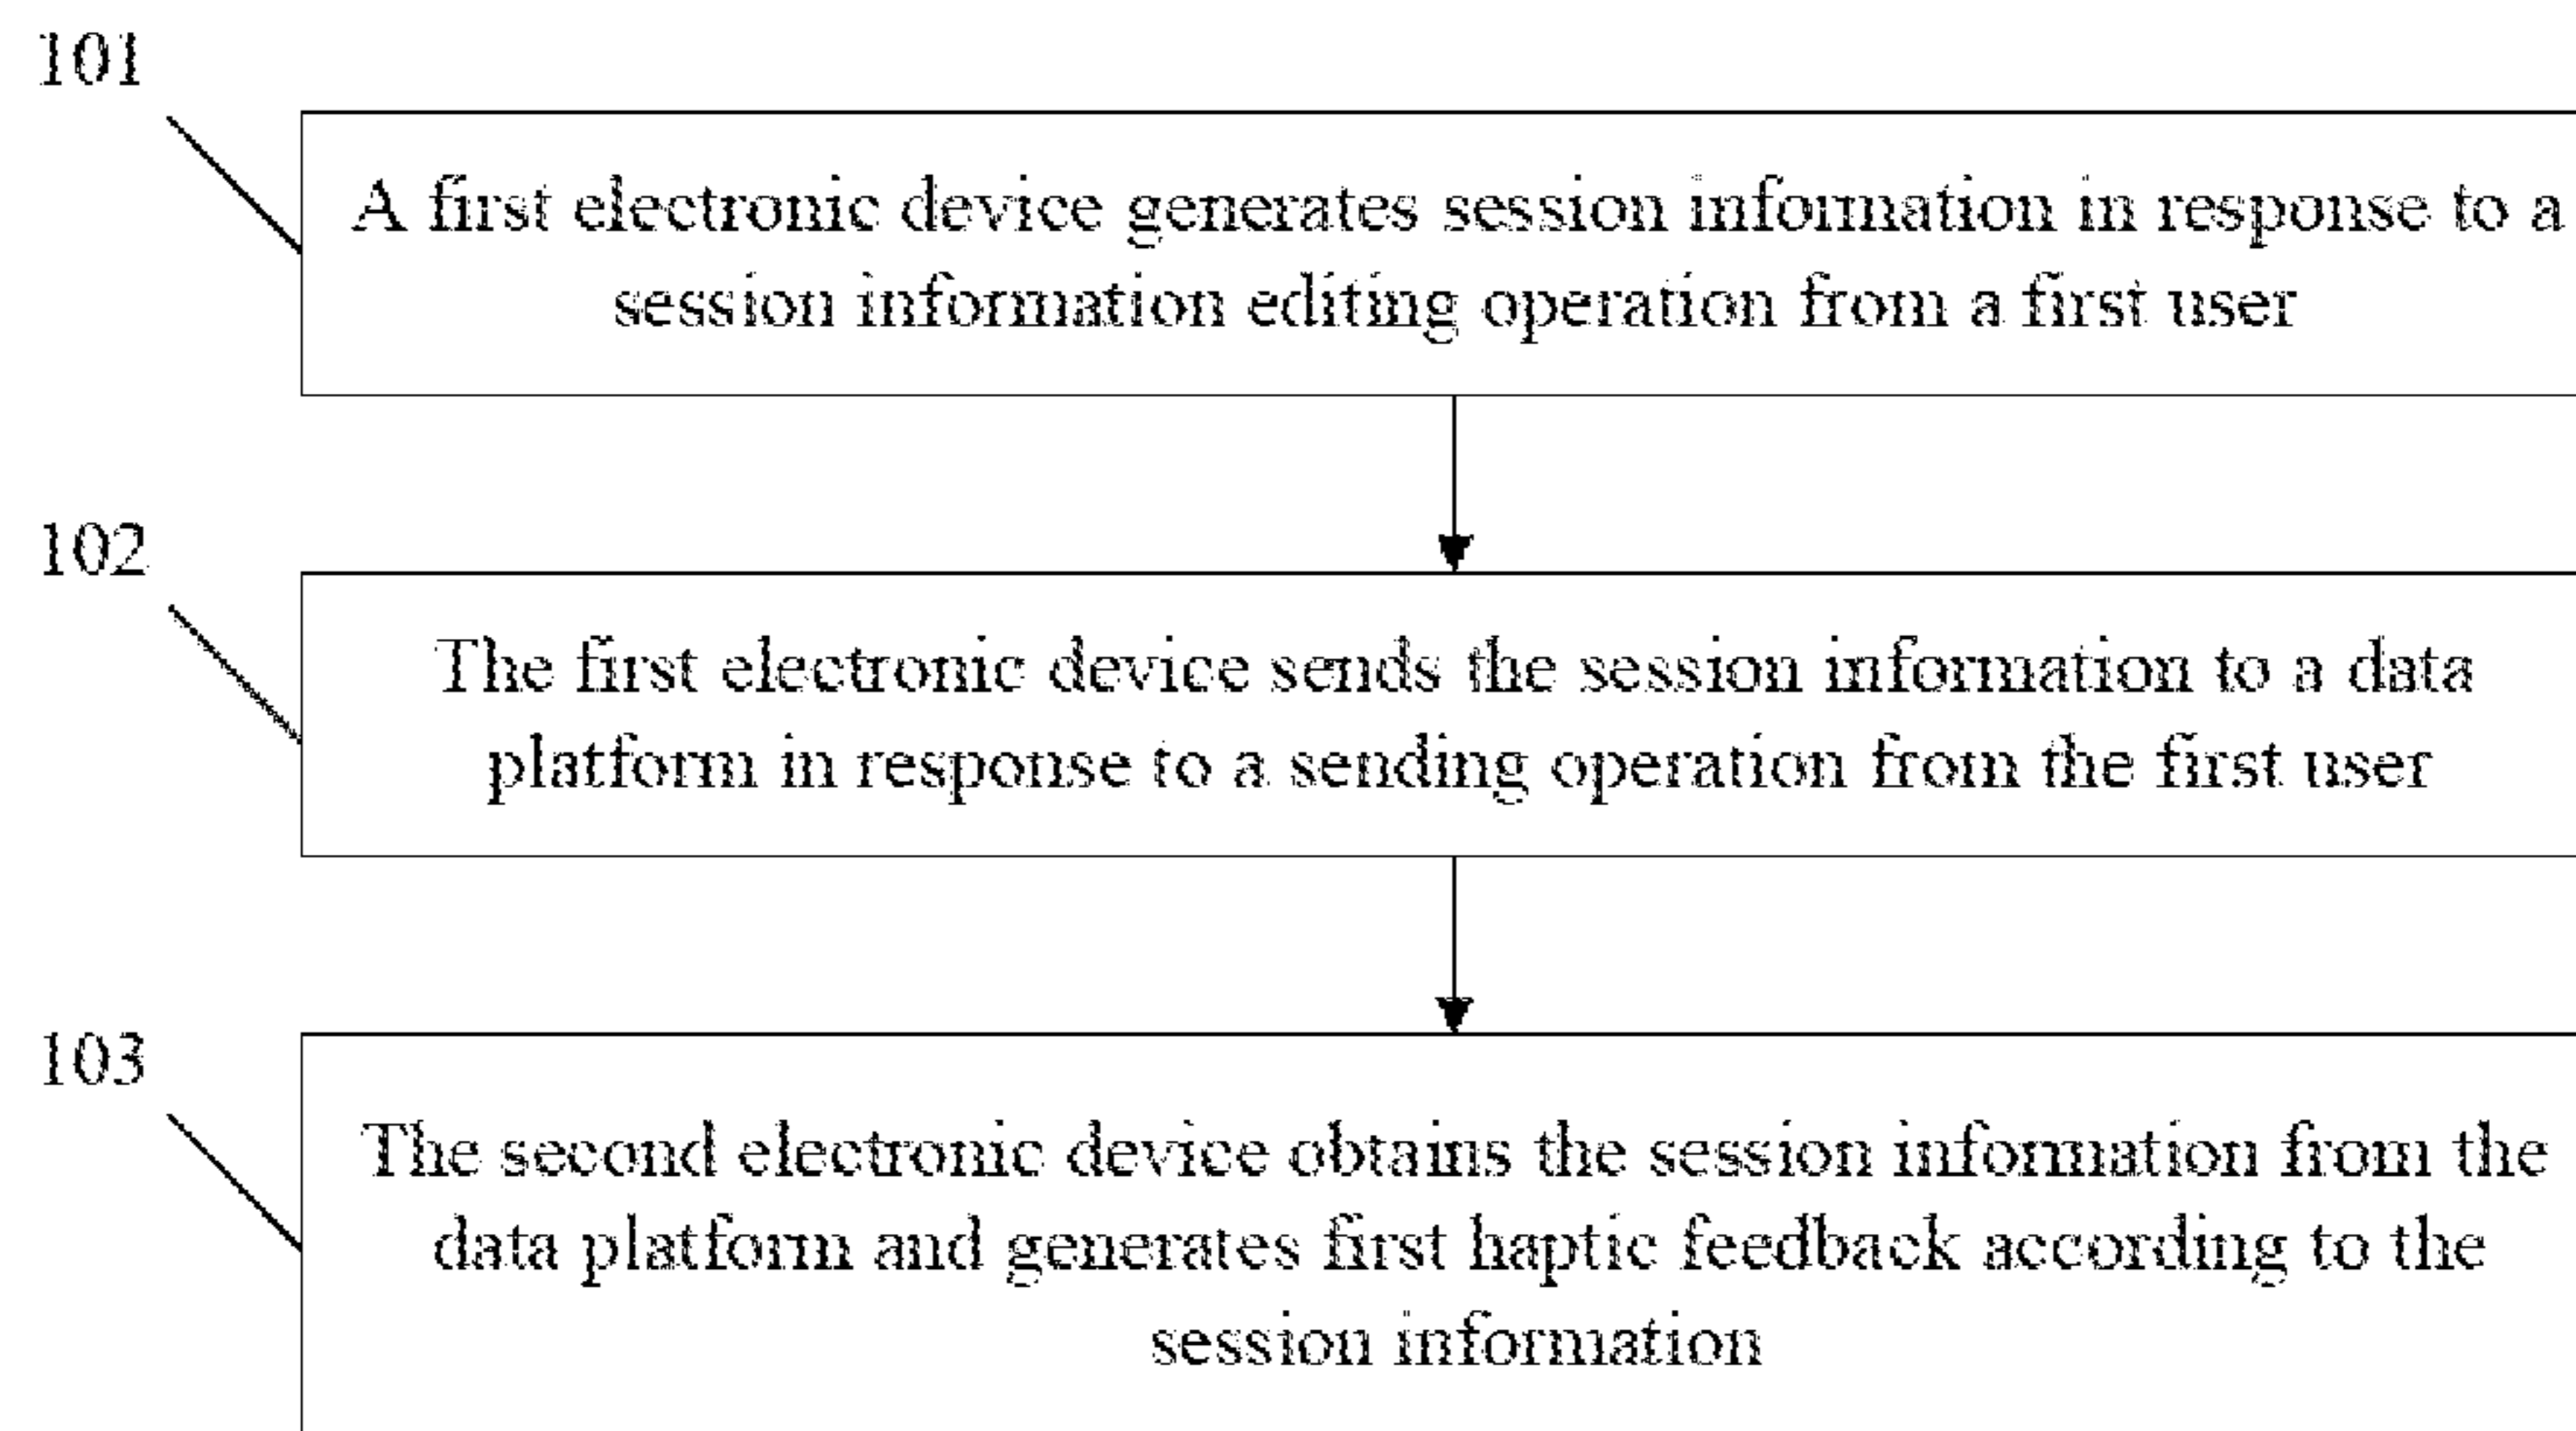 101
A first electronic device generates session information in response to a
session information editing operation from a first user
102
The first electronic device sends the session information to a data
platform in response to a sending operation from the first user
103
The second electronic device obtains the session information from the
data platform and generates first haptic feedback according to the
session information